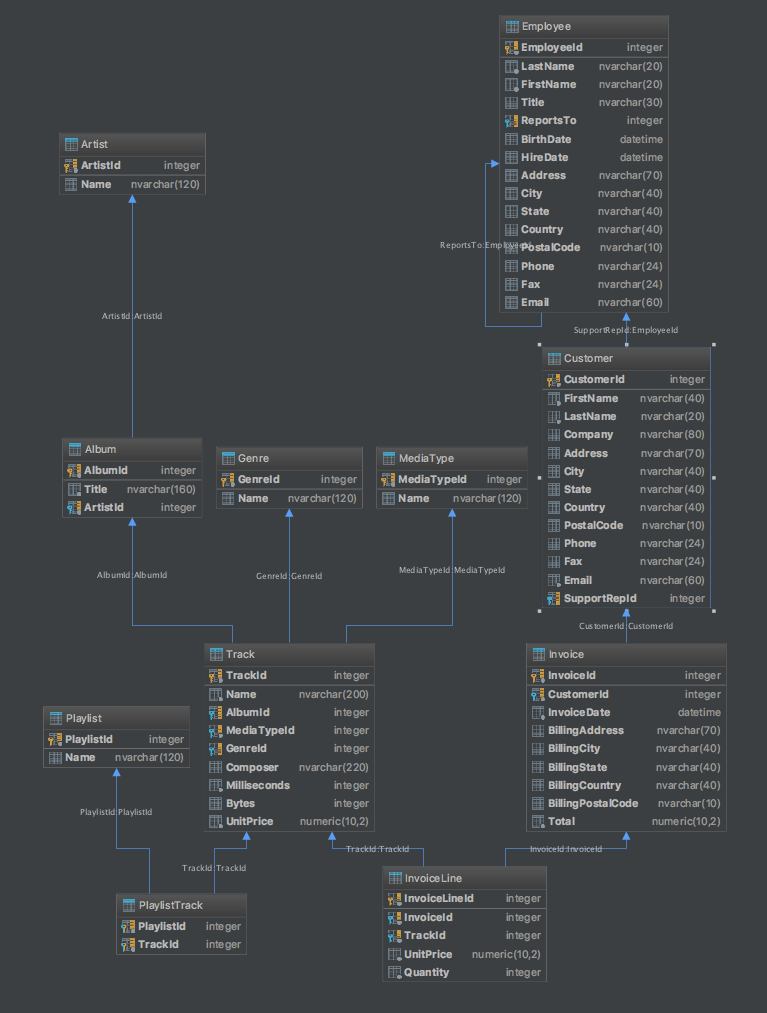 Employee
EmployeeId integer
LastName nvarchar(20)
FirstName nvarchar(20)
Title nvarchar(30)
ReportsTo integer
BirthDate datetime
HireDate datetime
Address nvarchar(70)
City nvarchar(40)
State nvarchar(40)
Country nvarchar(40)
PostalCode nvarchar(10)
Phone nvarchar(24)
Fax nvarchar(24)
Email nvarchar(60)
ReportsTo:EmployeeId
Artist
ArtistId integer
Name nvarchar(120)
ArtistId:ArtistId
SupportRepId:EmployeeId
Customer
CustomerId integer
FirstName nvarchar(40)
LastName nvarchar(20)
Company nvarchar(80)
Address nvarchar(70)
City nvarchar(40)
State nvarchar(40)
Country nvarchar(40)
PostalCode nvarchar(10)
Phone nvarchar(24)
Fax nvarchar(24)
Email nvarchar(60)
SupportRepId integer
Album
AlbumId integer
Title nvarchar(160)
ArtistId integer
Genre
GenreId integer
Name nvarchar(120)
MediaType
MediaTypeId integer
Name nvarchar(120)
AlbumId:AlbumId
GenreId:GenreId
MediaTypeId:MediaTypeId
CustomerId:CustomerId
Track
TrackId integer
Name nvarchar(200)
AlbumId integer
MediaTypeId integer
GenreId integer
Composer nvarchar(220)
Milliseconds integer
Bytes integer
UnitPrice numeric(10,2)
Invoice
InvoiceId integer
CustomerId integer
InvoiceDate datetime
BillingAddress nvarchar(70)
BillingCity nvarchar(40)
BillingState nvarchar(40)
BillingCountry nvarchar(40)
BillingPostalCode nvarchar(10)
Total numeric(10,2)
Playlist
PlaylistId integer
Name nvarchar(120)
PlaylistId:PlaylistId
TrackId:TrackId
TrackId:TrackId
InvoiceId:InvoiceId
PlaylistTrack
PlaylistId integer
TrackId integer
InvoiceLine
InvoiceLineId integer
InvoiceId integer
TrackId integer
UnitPrice numeric(10,2)
Quantity integer